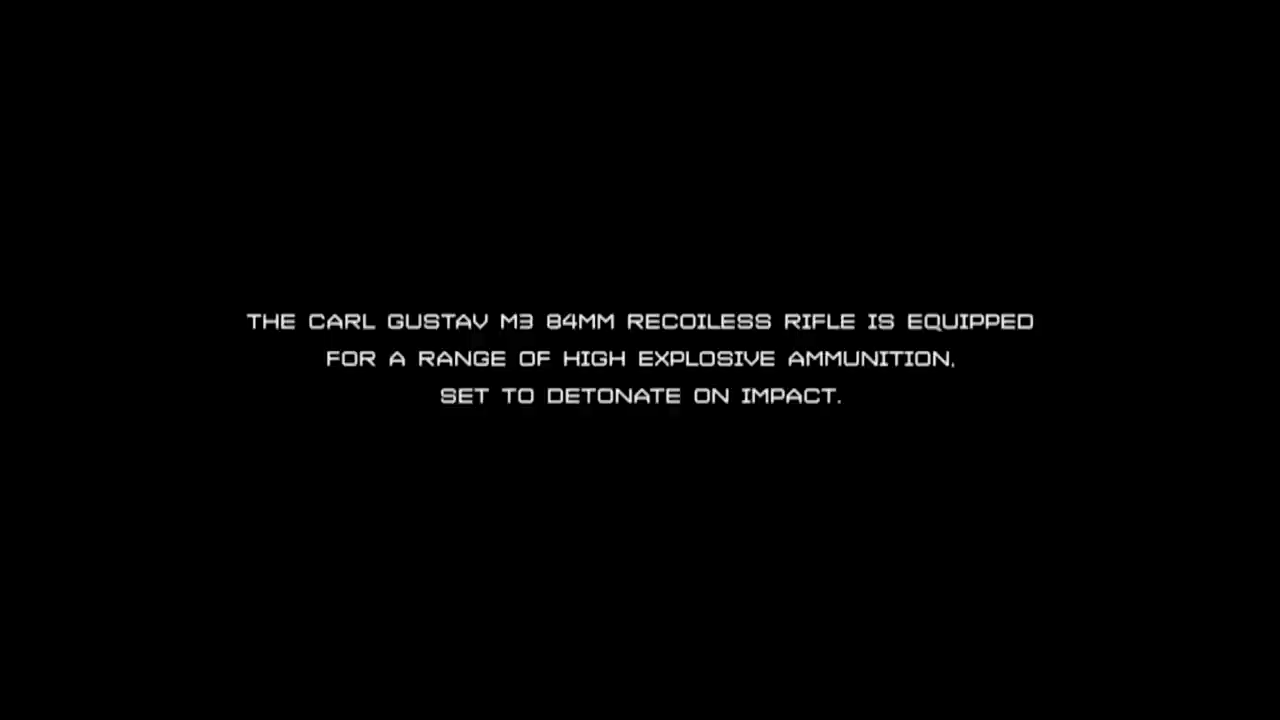 THE CARL GUSTAV M3 84MM RECOILESS RIFLE IS EQUIPPED
FOR A RANGE OF HIGH EXPLOSIVE AMMUNITION,
SET TO DETONATE ON IMPACT.